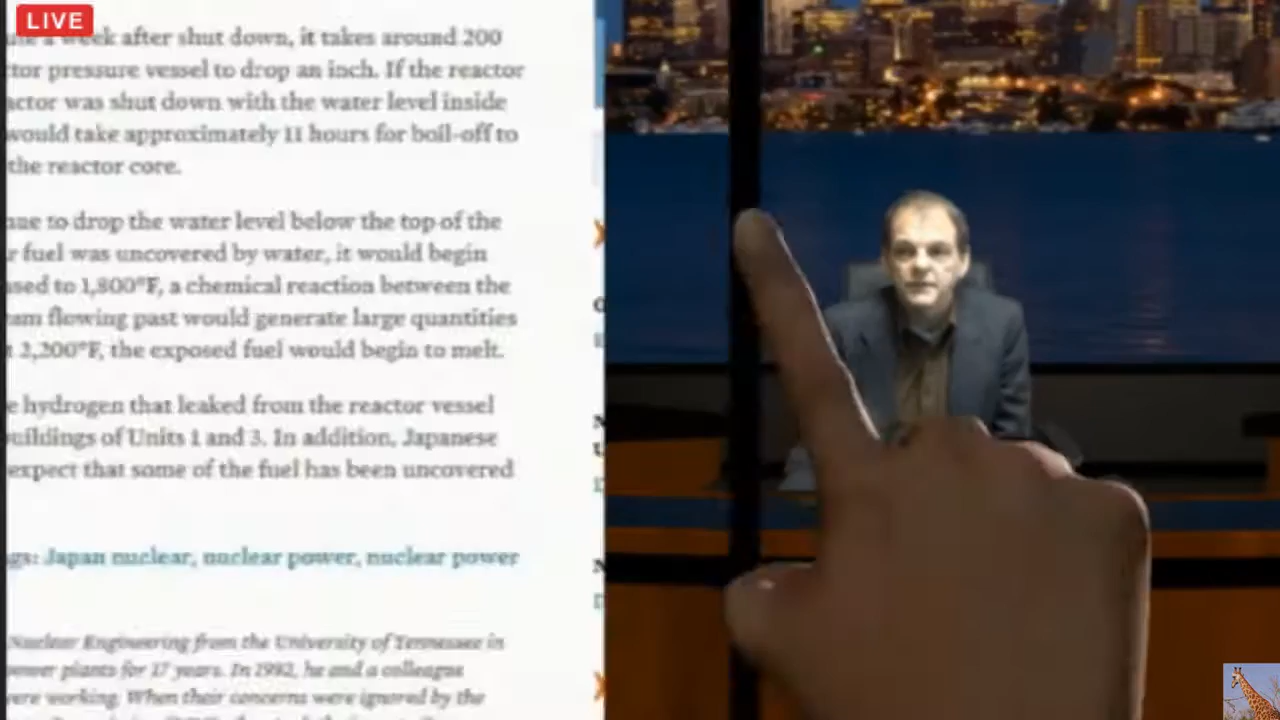 LIVE
week after shut down, it takes around 200
ctor pressure vessel to drop an inch. If the reactor
actor was shut down with the water level inside
would take approximately 11 hours for boil-off to
the reactor core.
nue to drop the water level below the top of the
r fuel was uncovered by water, it would begin
sed to 1,800°F, a chemical reaction between the
am flowing past would generate large quantities
2,200°F, the exposed fuel would begin to melt.
e hydrogen that leaked from the reactor vessel
buildings of Units 1 and 3. In addition, Japanese
expect that some of the fuel has been uncovered
gs: Japan nuclear, nuclear power, nuclear power
Nuclear Engineering from the University of Tennessee in
ower plants for 17 years. In 1992, he and a colleague
ere working. When their concerns were ignored by the